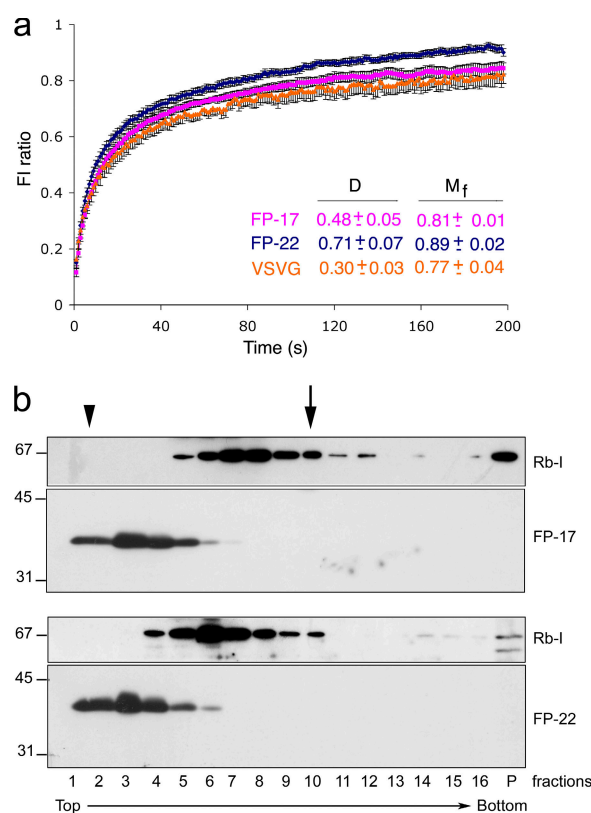 a
1
0.8
0.6
0.4
0.2
0
FI ratio
D M f
FP-17 0.48 ± 0.05 0.81 ± 0.01
FP-22 0.71 ± 0.07 0.89 ± 0.02
VSVG 0.30 ± 0.03 0.77 ± 0.04
0 40 80 120 160 200
Time (s)
b
67 Rb-I
45
FP-17
31
67 Rb-I
45
FP-22
31
1 2 3 4 5 6 7 8 9 10 11 12 13 14 15 16 P fractions
Top Bottom